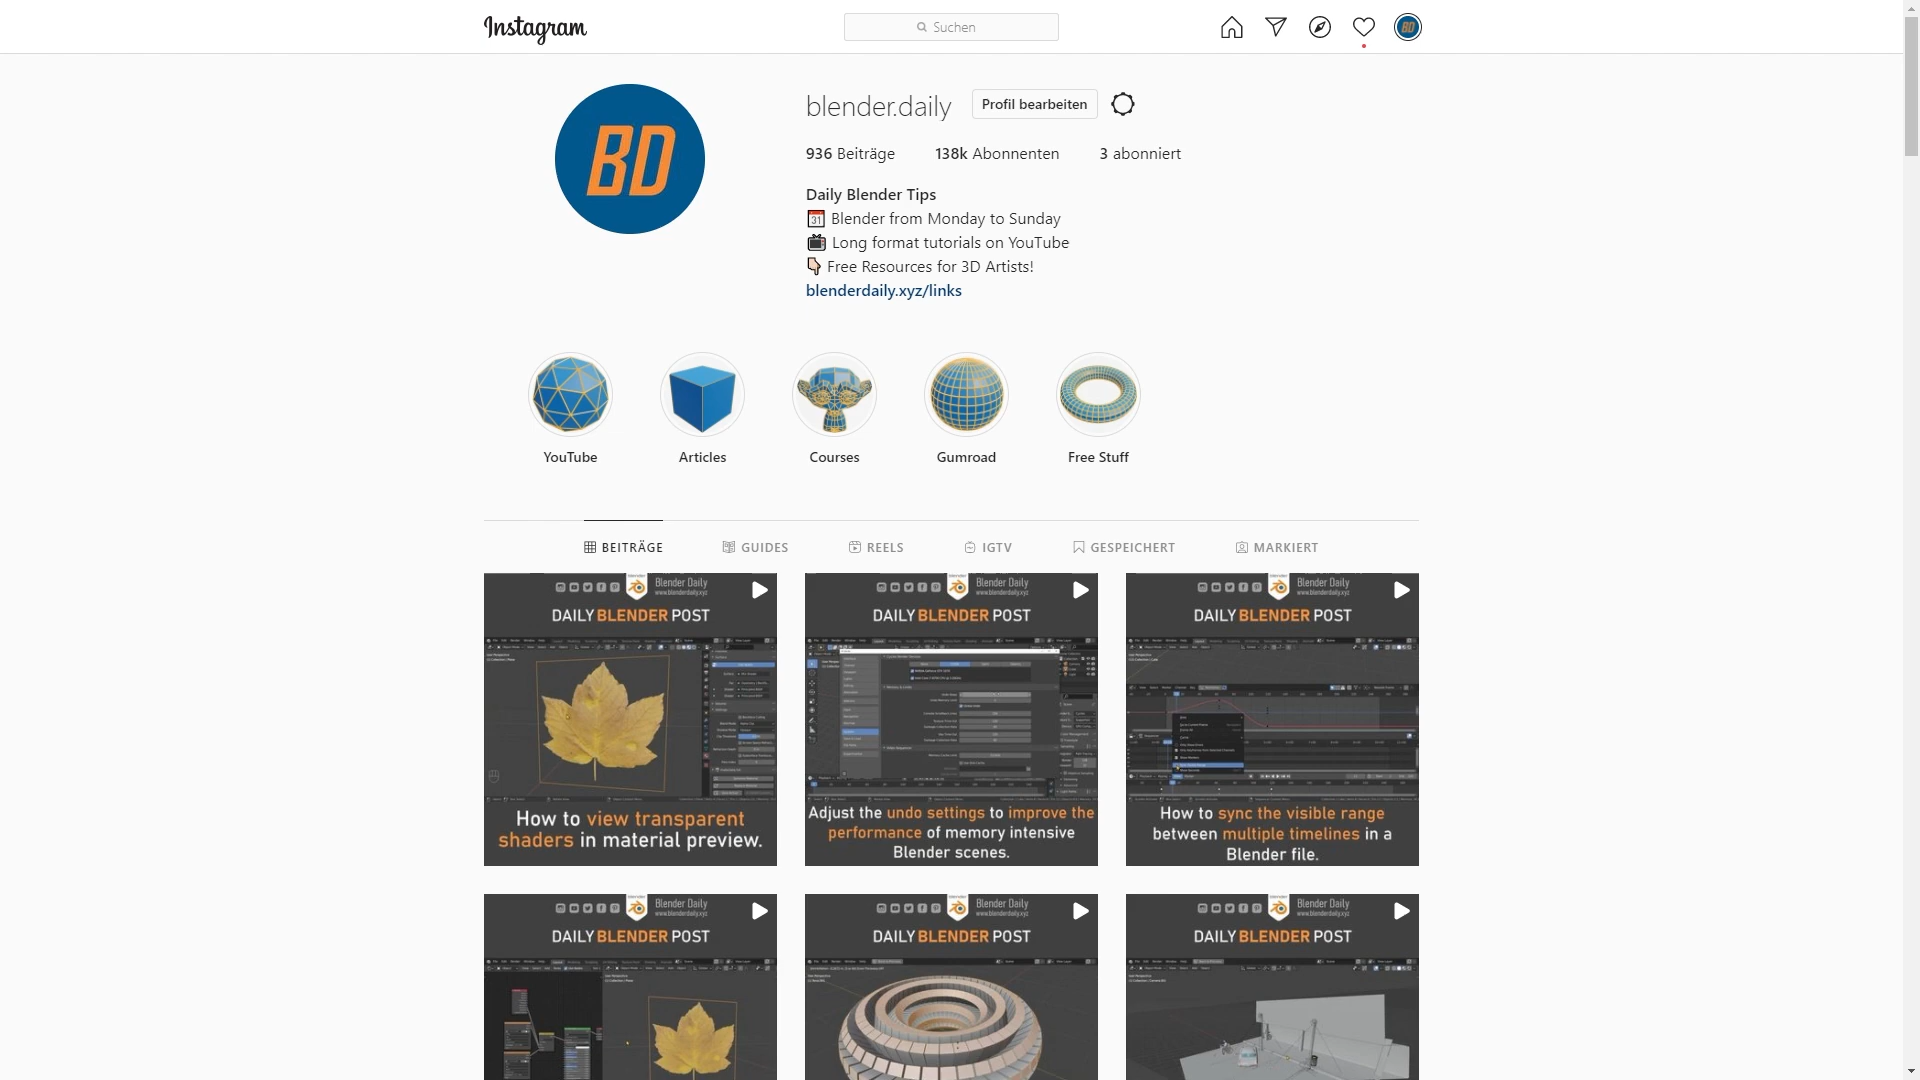 Instagram
Suchen
BD
BD
blender.daily
Profil bearbeiten
936 Beiträge
138k Abonnenten
3 abonniert
Daily Blender Tips
31 Blender from Monday to Sunday
Long format tutorials on YouTube
Free Resources for 3D Artists!
blenderdaily.xyz/links
YouTube
Articles
Courses
Gumroad
Free Stuff
BEITRÄGE
GUIDES
REELS
IGTV
GESPEICHERT
MARKIERT
Blender Daily
www.blenderdaily.xyz
DAILY BLENDER POST
How to view transparent
shaders in material preview.
Blender Daily
www.blenderdaily.xyz
DAILY BLENDER POST
Adjust the undo settings to improve the
performance of memory intensive
Blender scenes.
Blender Daily
www.blenderdaily.xyz
DAILY BLENDER POST
How to sync the visible range
between multiple timelines in a
Blender file.
Blender Daily
www.blenderdaily.xyz
DAILY BLENDER POST
Blender Daily
www.blenderdaily.xyz
DAILY BLENDER POST
Blender Daily
www.blenderdaily.xyz
DAILY BLENDER POST